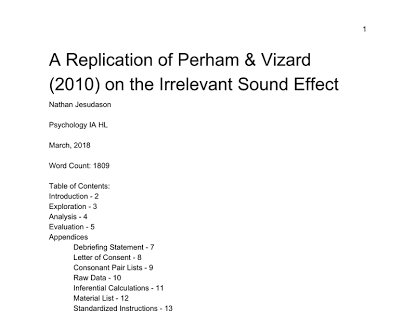 1
A Replication of Perham & Vizard
(2010) on the Irrelevant Sound Effect
Nathan Jesudason
Psychology IA HL
March, 2018
Word Count: 1809
Table of Contents:
Introduction - 2
Exploration - 3
Analysis - 4
Evaluation - 5
Appendices
Debriefing Statement - 7
Letter of Consent - 8
Consonant Pair Lists - 9
Raw Data - 10
Inferential Calculations - 11
Material List - 12
Standardized Instructions - 13